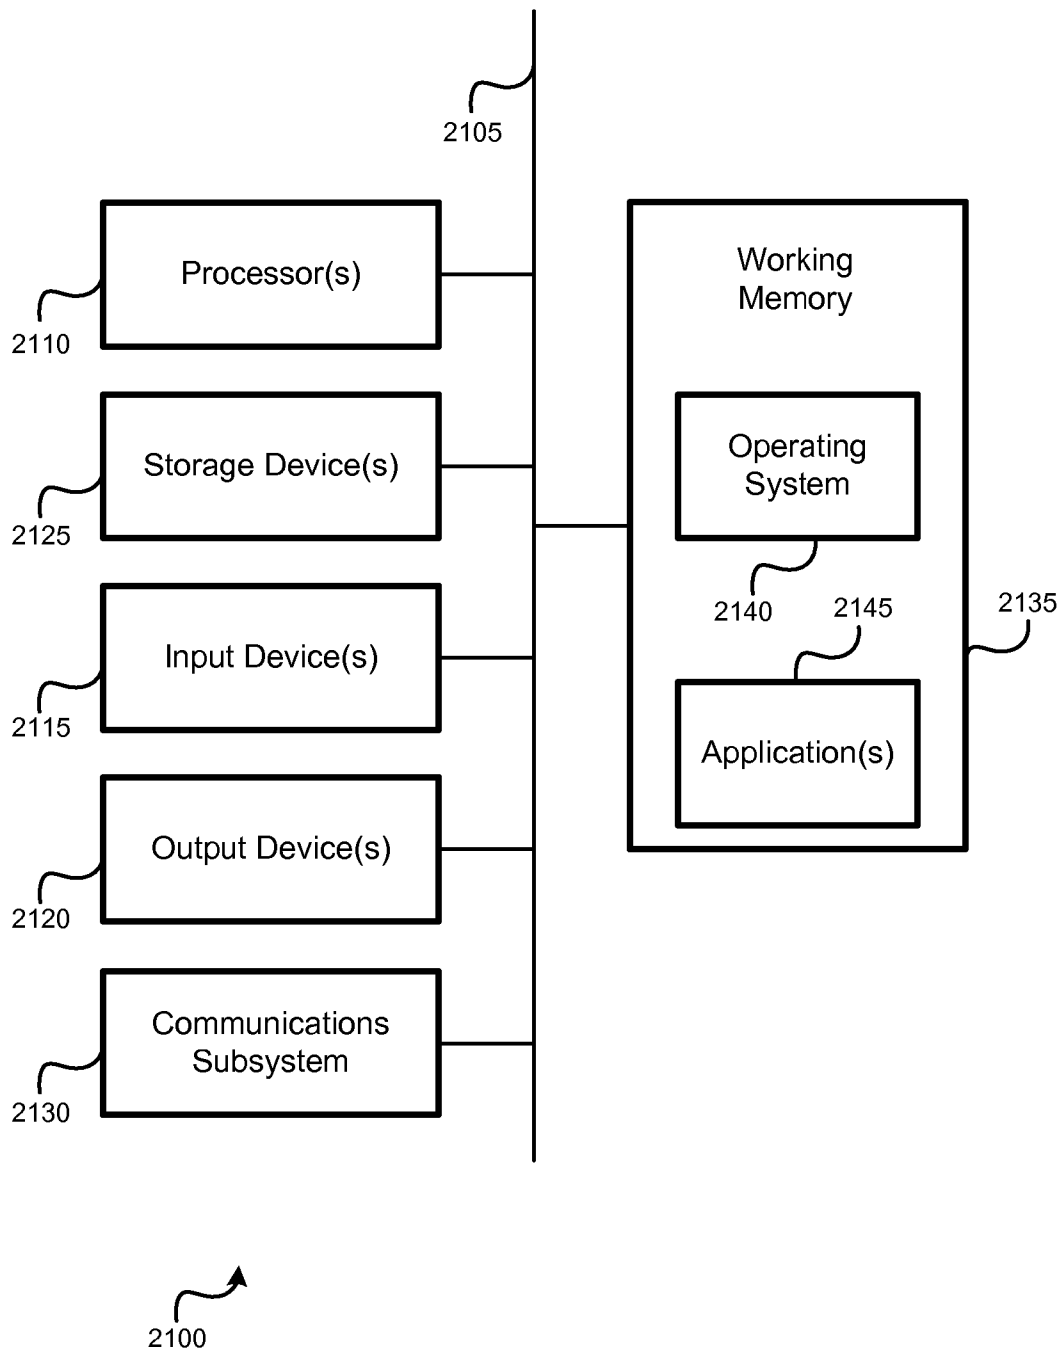 2105
Processor(s)
2110
Storage Device(s)
2125
Input Device(s)
2115
Output Device(s)
2120
Communications
Subsystem
2130
Working
Memory
Operating
System
2140
2145
2135
Application(s)
2100